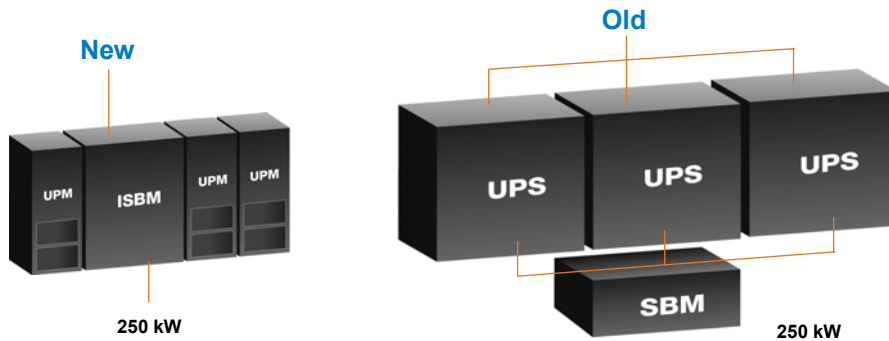 New
UPM
ISBM
UPM
UPM
250 kW
Old
UPS
UPS
UPS
SBM
250 kW